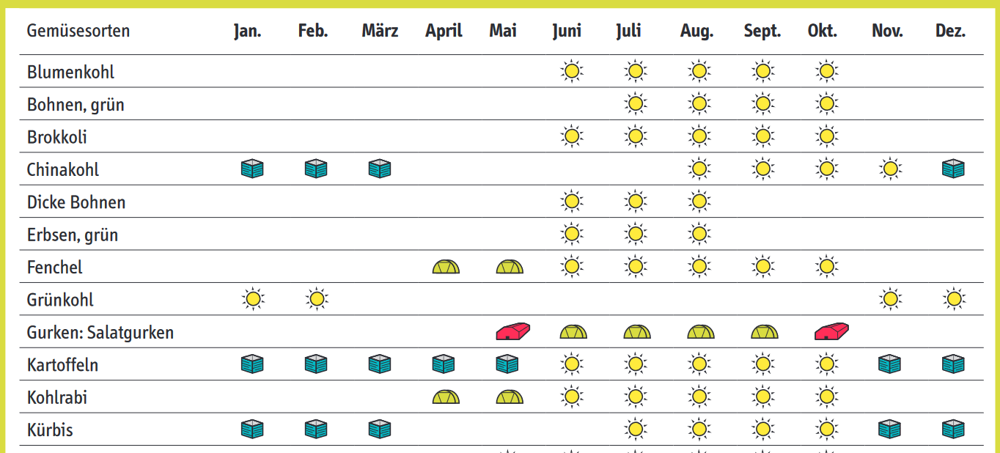 Gemüsesorten Jan. Feb. März April Mai Juni Juli Aug. Sept. Okt. Nov. Dez.
Blumenkohl
Bohnen, grün
Brokkoli
Chinakohl
Dicke Bohnen
Erbsen, grün
Fenchel
Grünkohl
Gurken: Salatgurken
Kartoffeln
Kohlrabi
Kürbis